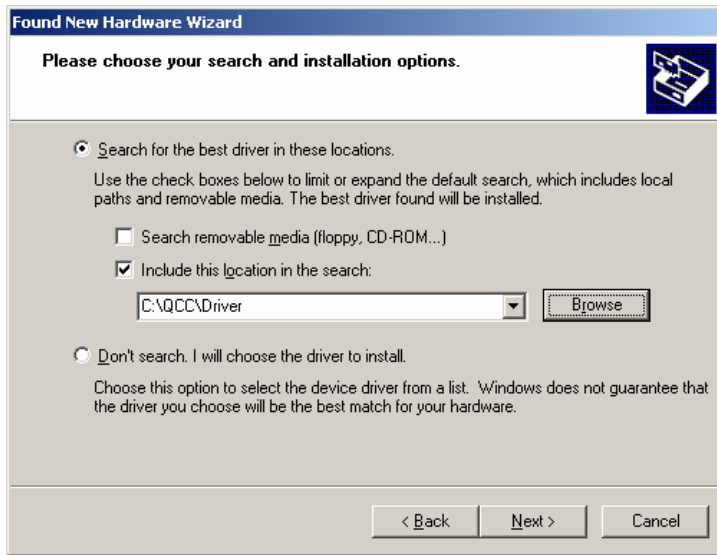 Found New Hardware Wizard
Please choose your search and installation options.
Search for the best driver in these locations.
Use the check boxes below to limit or expand the default search, which includes local
paths and removable media. The best driver found will be installed.
Search removable media (floppy, CD-ROM...)
Include this location in the search:
C:\QCC\Driver
Browse
Don't search. I will choose the driver to install.
Choose this option to select the device driver from a list.  Windows does not guarantee that
the driver you choose will be the best match for your hardware.
< Back
Next >
Cancel